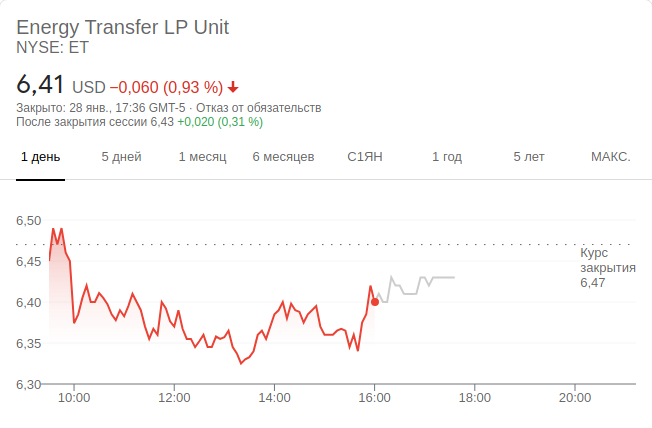 Energy Transfer LP Unit
NYSE: ET
6,41 USD −0,060 (0,93 %)
Закрыто: 28 янв., 17:36 GMT-5 · Отказ от обязательств
После закрытия сессии 6,43 +0,020 (0,31 %)
1 день 5 дней 1 месяц 6 месяцев С1ЯН 1 год 5 лет МАКС.
6,50
Курс
закрытия
6,47
6,45
6,40
6,35
6,30
10:00 12:00 14:00 16:00 18:00 20:00